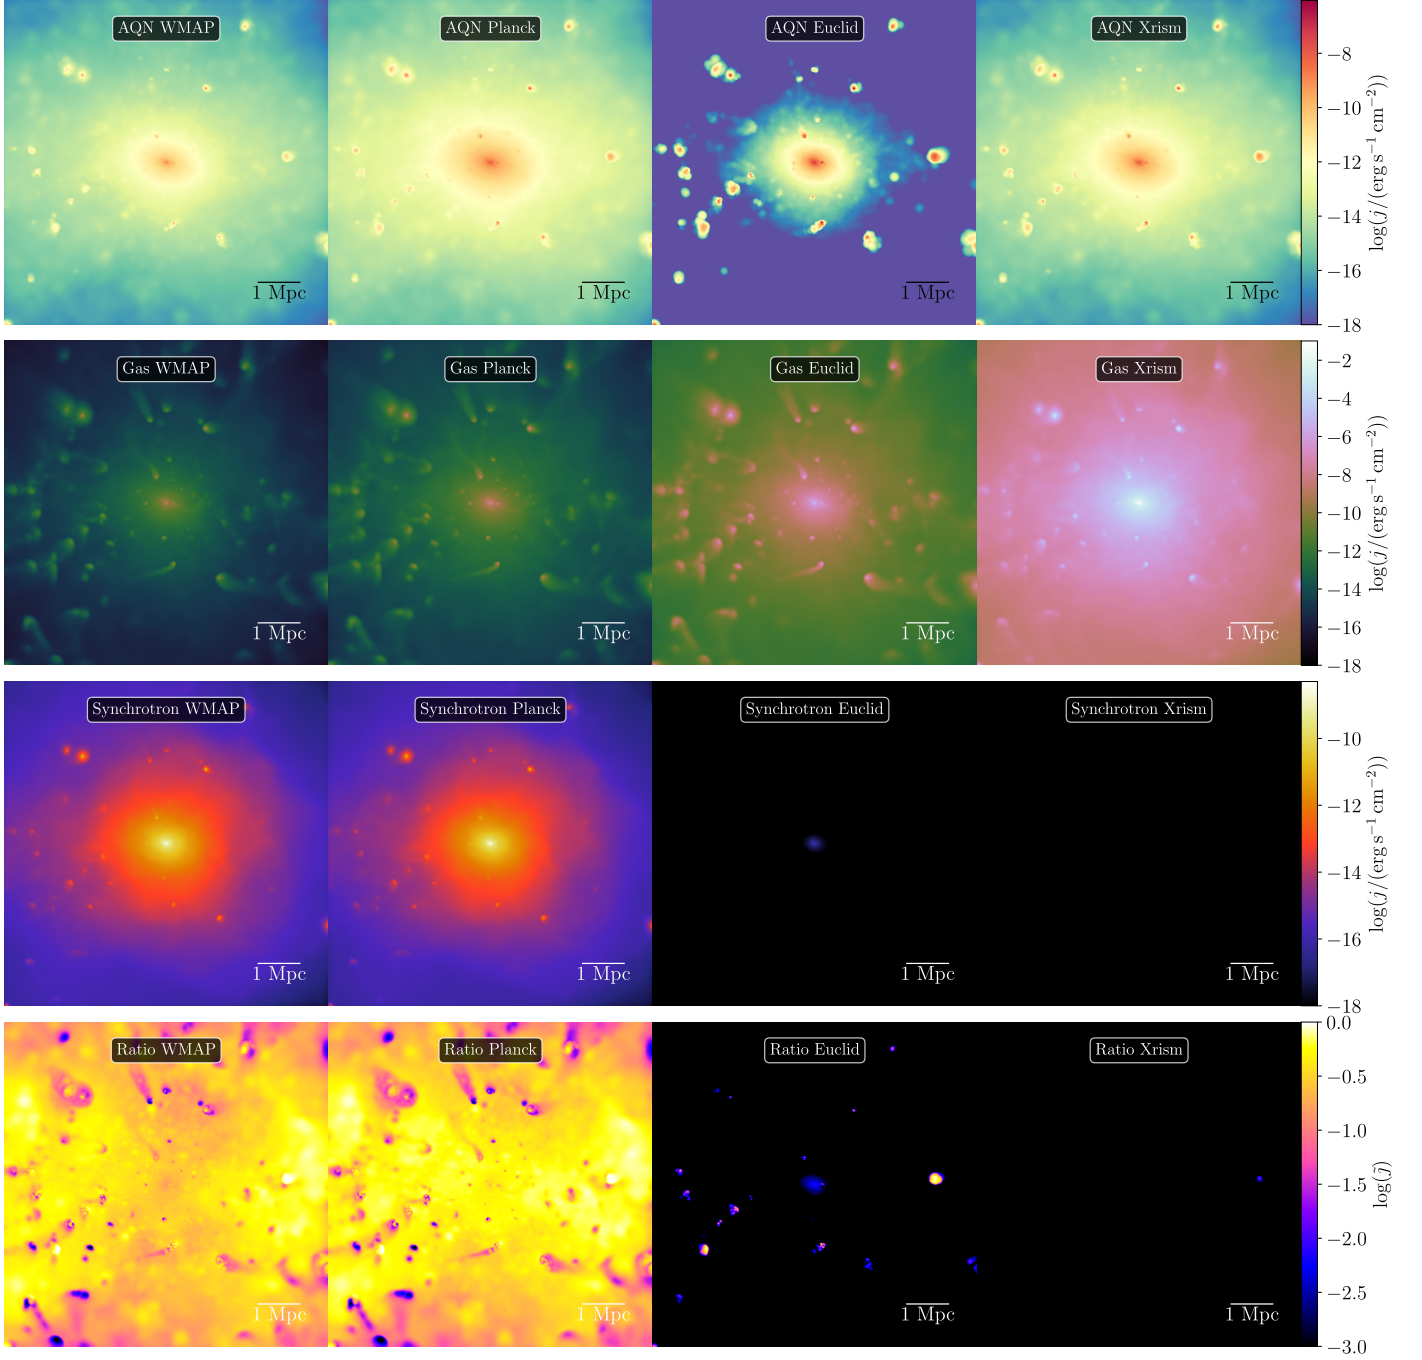 AQN WMAP
AQN Planck
AQN Euclid
AQN Xrism
1 Mpc
1 Mpc
1 Mpc
1 Mpc
−8
−10
−12
−14
−16
−18
log(j/(erg s⁻¹ cm⁻²))
Gas WMAP
Gas Planck
Gas Euclid
Gas Xrism
1 Mpc
1 Mpc
1 Mpc
1 Mpc
−2
−4
−6
−8
−10
−12
−14
−16
−18
log(j/(erg s⁻¹ cm⁻²))
Synchrotron WMAP
Synchrotron Planck
Synchrotron Euclid
Synchrotron Xrism
1 Mpc
1 Mpc
1 Mpc
1 Mpc
−10
−12
−14
−16
−18
log(j/(erg s⁻¹ cm⁻²))
Ratio WMAP
Ratio Planck
Ratio Euclid
Ratio Xrism
1 Mpc
1 Mpc
1 Mpc
1 Mpc
0.0
−0.5
−1.0
−1.5
−2.0
−2.5
−3.0
log(j̃)